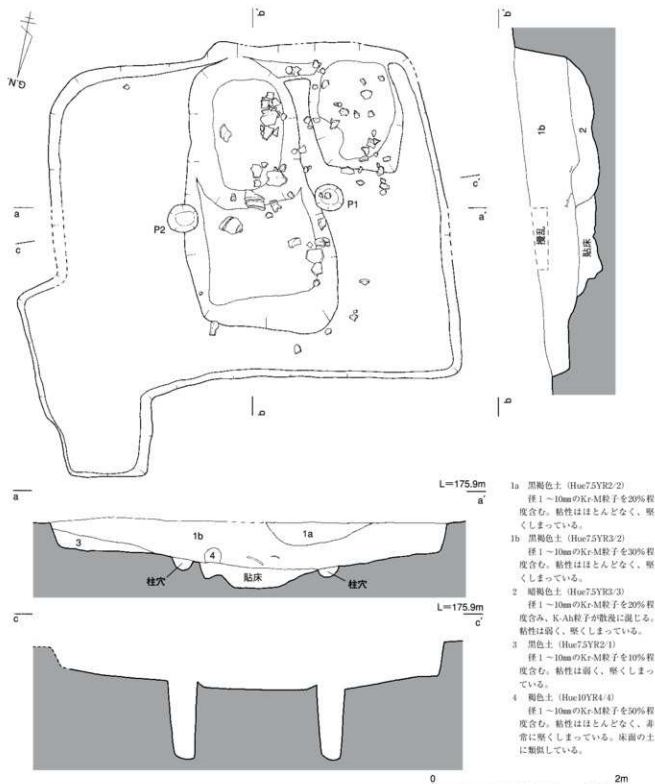 G.N.
b'
b'
a
a'
c
c'
P1
P2
1b
2
撹乱
貼床
b
b
L=175.9m
a
a'
1a
1b
3
4
柱穴
貼床
柱穴
L=175.9m
c
c'
0
2m
1a 黒褐色土（Hue7.5YR2/2）
径1〜10㎜のKr-M粒子を20%程
度含む。粘性はほとんどなく、堅
くしまっている。
1b 黒褐色土（Hue7.5YR3/2）
径1〜10㎜のKr-M粒子を30%程
度含む。粘性はほとんどなく、堅
くしまっている。
2 暗褐色土（Hue7.5YR3/3）
径1〜10㎜のKr-M粒子を20%程
度含み、K-Ah粒子が散漫に混じる。
粘性は弱く、堅くしまっている。
3 黒色土（Hue7.5YR2/1）
径1〜10㎜のKr-M粒子を10%程
度含む。粘性は弱く、堅くしまっ
ている。
4 褐色土（Hue10YR4/4）
径1〜10㎜のKr-M粒子を50%程
度含む。粘性はほとんどなく、非
常に堅くしまっている。床面の土
に類似している。